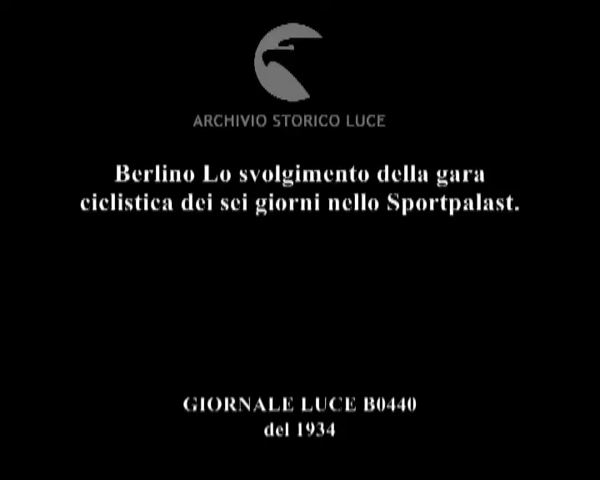 ARCHIVIO STORICO LUCE
Berlino Lo svolgimento della gara
ciclistica dei sei giorni nello Sportpalast.
GIORNALE LUCE B0440
del 1934